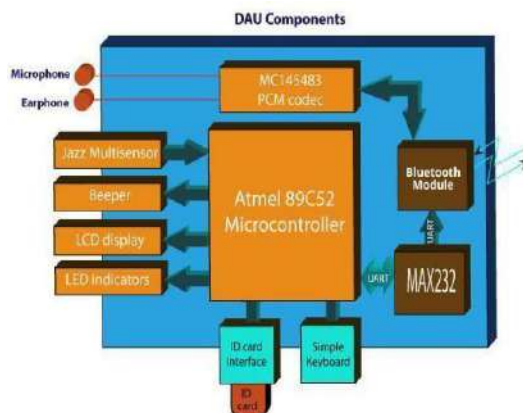 DAU Components
Microphone
Earphone
MC145483
PCM codec
Jazz Multisensor
Beeper
LCD display
LED indicators
Atmel 89C52
Microcontroller
Bluetooth
Module
UART
UART
MAX232
ID card
Interface
Simple
Keyboard
ID
card